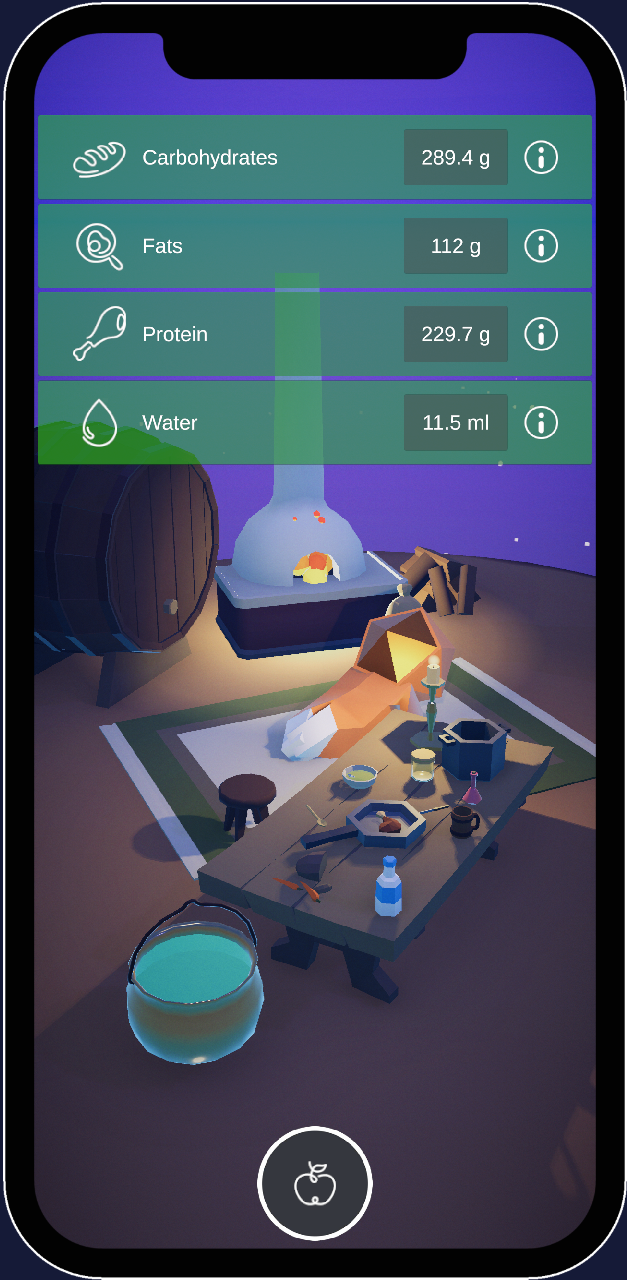 Carbohydrates 289.4 g
Fats 112 g
Protein 229.7 g
Water 11.5 ml